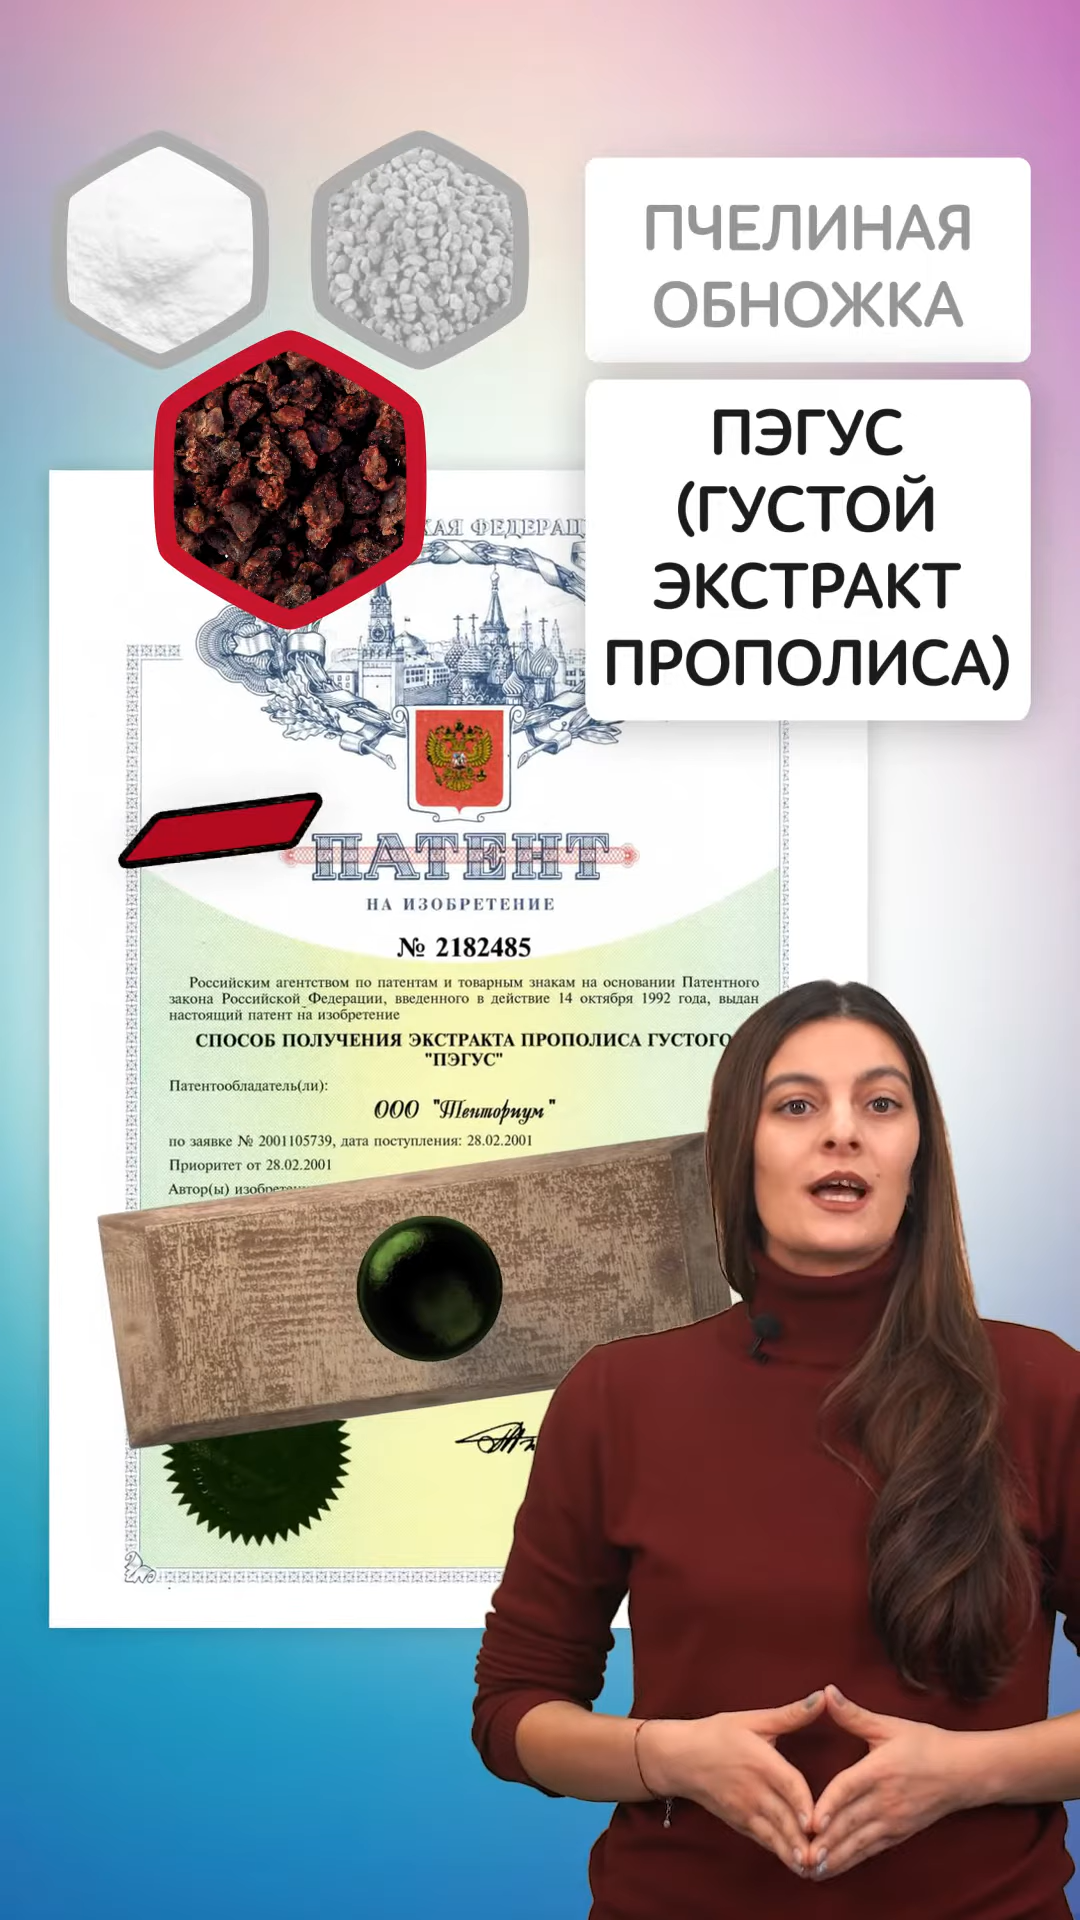 ПЧЕЛИНАЯ
ОБНОЖКА
ПЭГУС
(ГУСТОЙ
ЭКСТРАКТ
ПРОПОЛИСА)
ПАТЕНТ
НА ИЗОБРЕТЕНИЕ
№ 2182485
Российским агентством по патентам и товарным знакам на основании Патентного
закона Российской Федерации, введенного в действие 14 октября 1992 года, выдан
настоящий патент на изобретение
СПОСОБ ПОЛУЧЕНИЯ ЭКСТРАКТА ПРОПОЛИСА ГУСТОГО
"ПЭГУС"
Патентообладатель(ли):
ООО "Тенториум"
по заявке № 2001105739, дата поступления: 28.02.2001
Приоритет от 28.02.2001
Автор(ы)